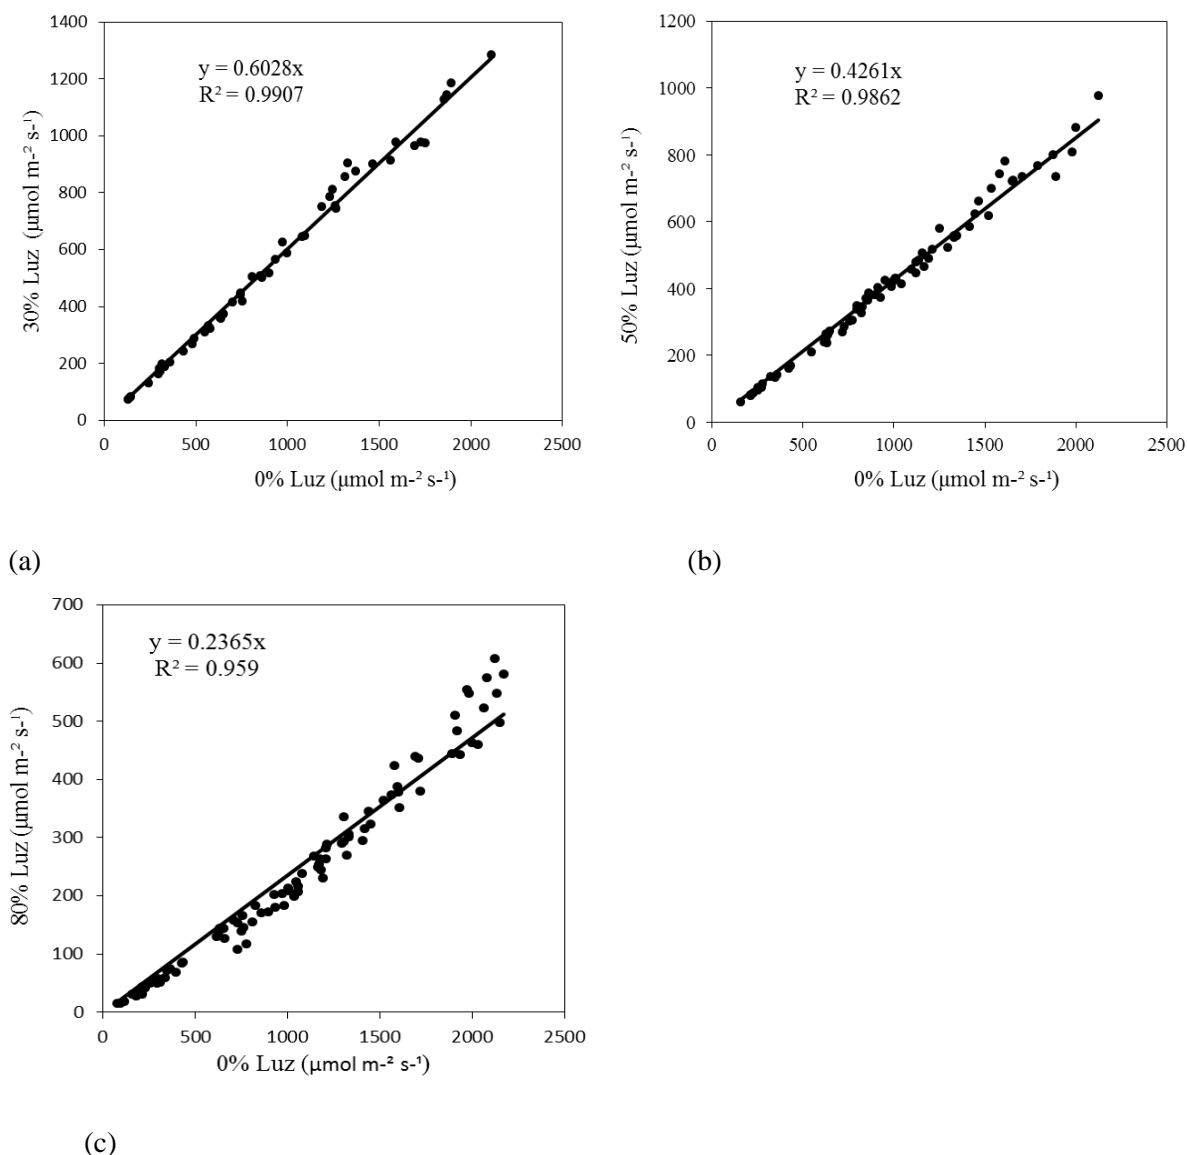 1400
1200
1000
800
600
400
200
0
y = 0.6028x
R² = 0.9907
30% Luz (µmol m-² s-¹)
0 500 1000 1500 2000 2500
0% Luz (µmol m-² s-¹)
(a)
1200
1000
800
600
400
200
0
y = 0.4261x
R² = 0.9862
50% Luz (µmol m-² s-¹)
0 500 1000 1500 2000 2500
0% Luz (µmol m-² s-¹)
(b)
700
600
500
400
300
200
100
0
y = 0.2365x
R² = 0.959
80% Luz (µmol m-² s-¹)
0 500 1000 1500 2000 2500
0% Luz (µmol m-² s-¹)
(c)